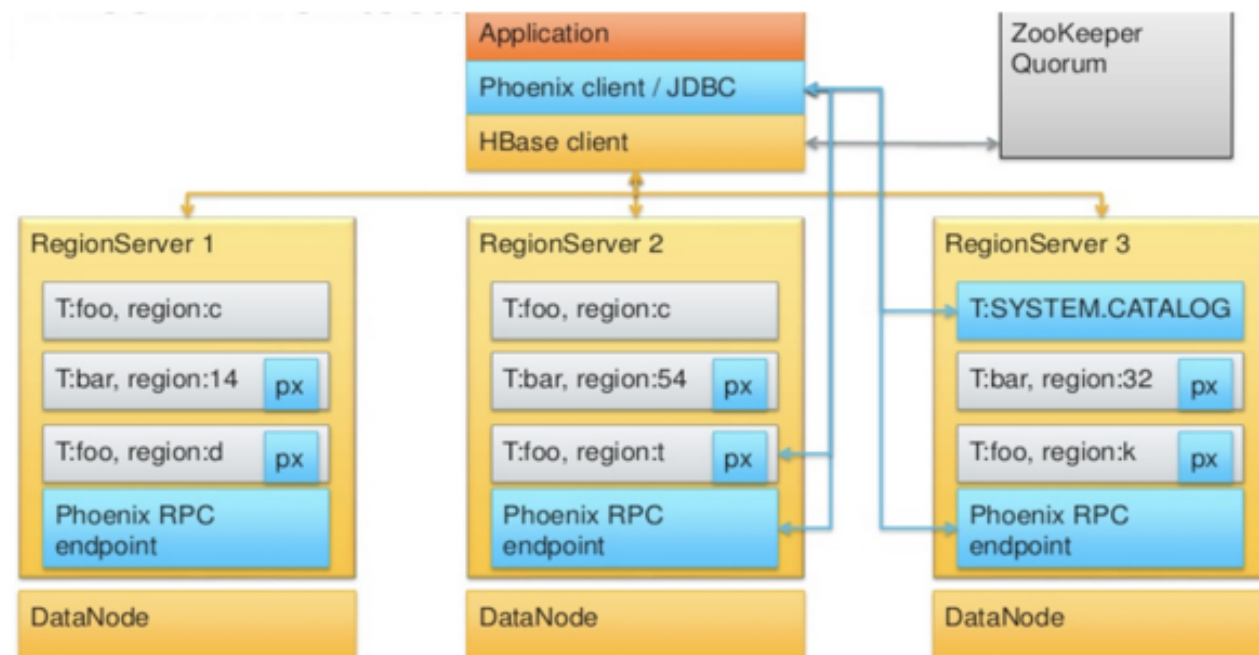 Application
ZooKeeper
Quorum
Phoenix client / JDBC
HBase client
RegionServer 1
T:foo, region:c
T:bar, region:14
px
T:foo, region:d
px
Phoenix RPC
endpoint
DataNode
RegionServer 2
T:foo, region:c
T:bar, region:54
px
T:foo, region:t
px
Phoenix RPC
endpoint
DataNode
RegionServer 3
T:SYSTEM.CATALOG
T:bar, region:32
px
T:foo, region:k
px
Phoenix RPC
endpoint
DataNode